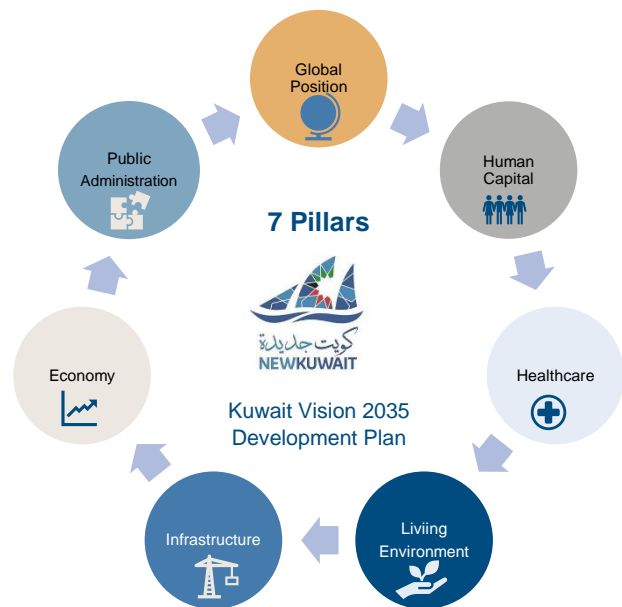 Global
Position
Human
Capital
Healthcare
Liviing
Environment
Infrastructure
Economy
Public
Administration
7 Pillars
كويت جديدة
NEWKUWAIT
Kuwait Vision 2035
Development Plan